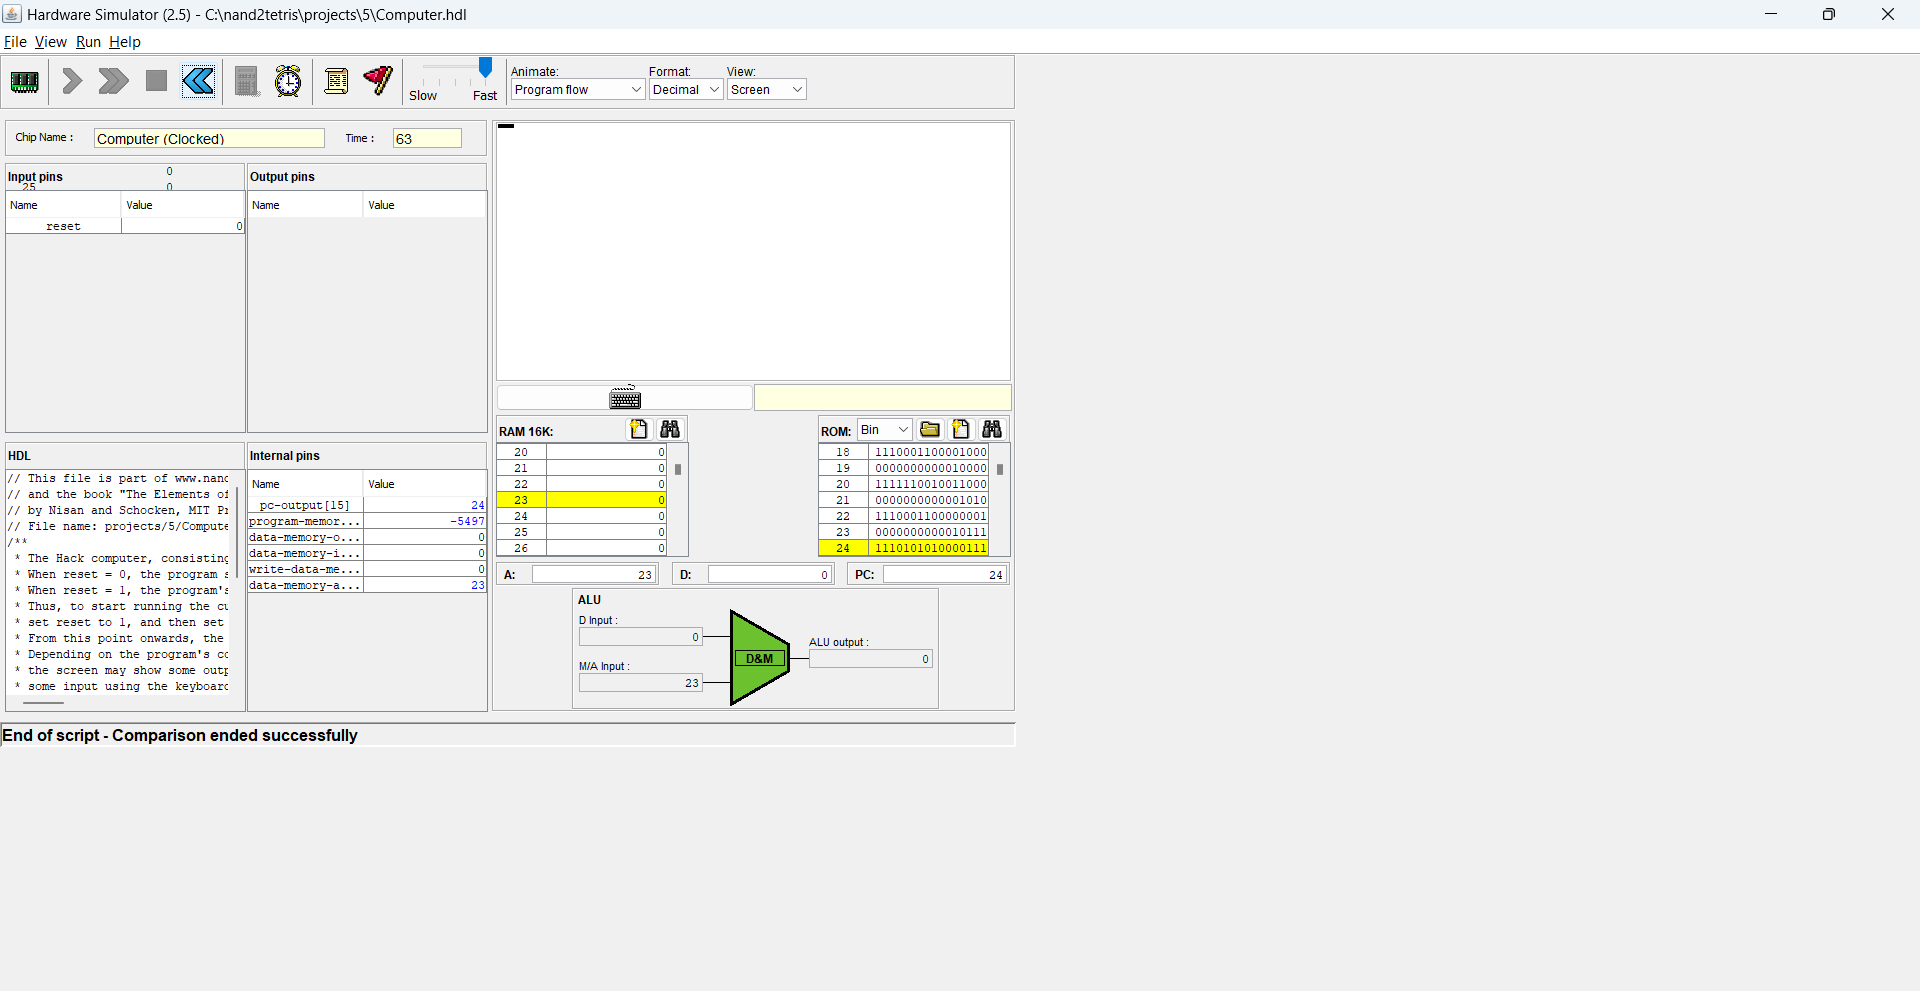 Hardware Simulator (2.5) - C:\nand2tetris\projects\5\Computer.hdl
File View Run Help
Slow Fast
Animate: Format: View:
Program flow Decimal Screen
Chip Name : Computer (Clocked) Time : 63
Input pins 0
25 0
Name Value
reset 0
Output pins
Name Value
HDL
// This file is part of www.nand
// and the book "The Elements of
// by Nisan and Schocken, MIT Pr
// File name: projects/5/Compute
/**
* The Hack computer, consisting
* When reset = 0, the program s
* When reset = 1, the program's
* Thus, to start running the cu
* set reset to 1, and then set
* From this point onwards, the
* Depending on the program's co
* the screen may show some outp
* some input using the keyboard
Internal pins
Name Value
pc-output[15] 24
program-memor... -5497
data-memory-o... 0
data-memory-i... 0
write-data-me... 0
data-memory-a... 23
RAM 16K:
20 0
21 0
22 0
23 0
24 0
25 0
26 0
ROM: Bin
18 1110001100001000
19 0000000000010000
20 1111110010011000
21 0000000000001010
22 1110001100000001
23 0000000000010111
24 1110101010000111
A: 23 D: 0 PC: 24
ALU
D Input :
0
M/A Input :
23
D&M
ALU output :
0
End of script - Comparison ended successfully